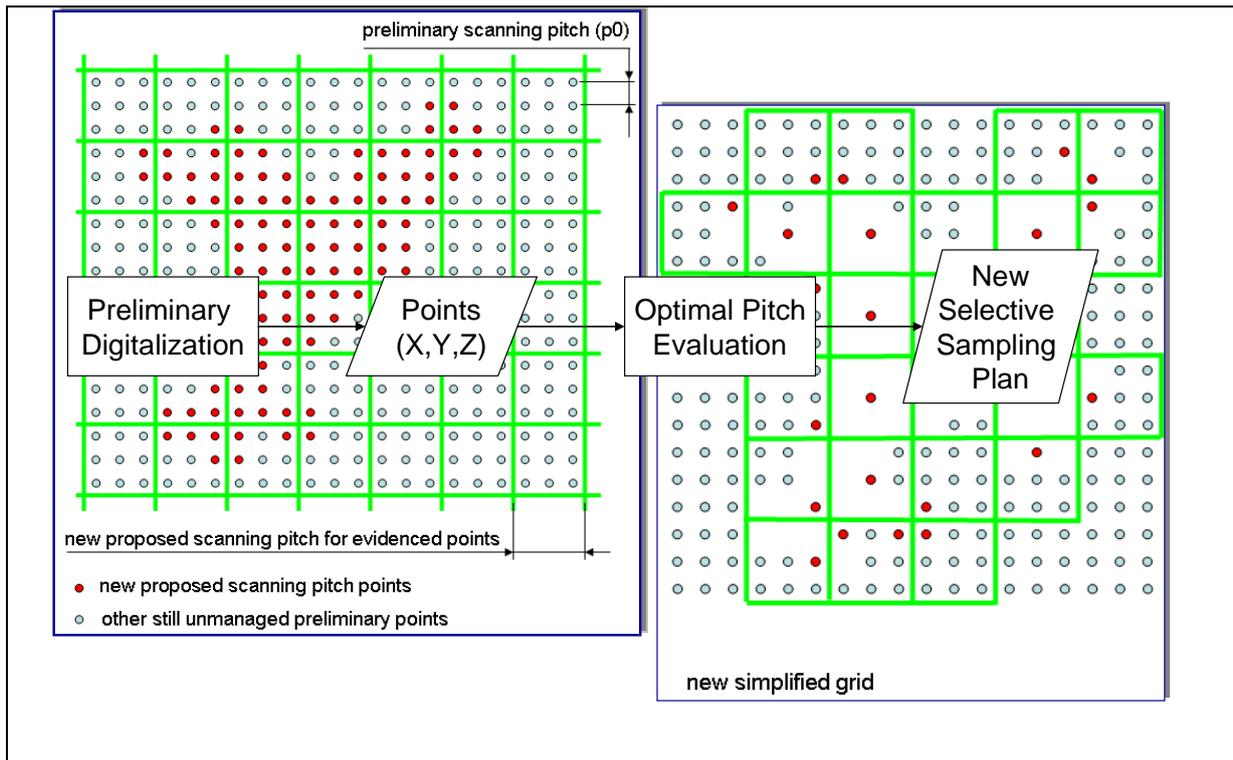 preliminary scanning pitch (p0)
Preliminary
Digitalization
Points
(X,Y,Z)
Optimal Pitch
Evaluation
New
Selective
Sampling
Plan
new proposed scanning pitch for evidenced points
new proposed scanning pitch points
other still unmanaged preliminary points
new simplified grid